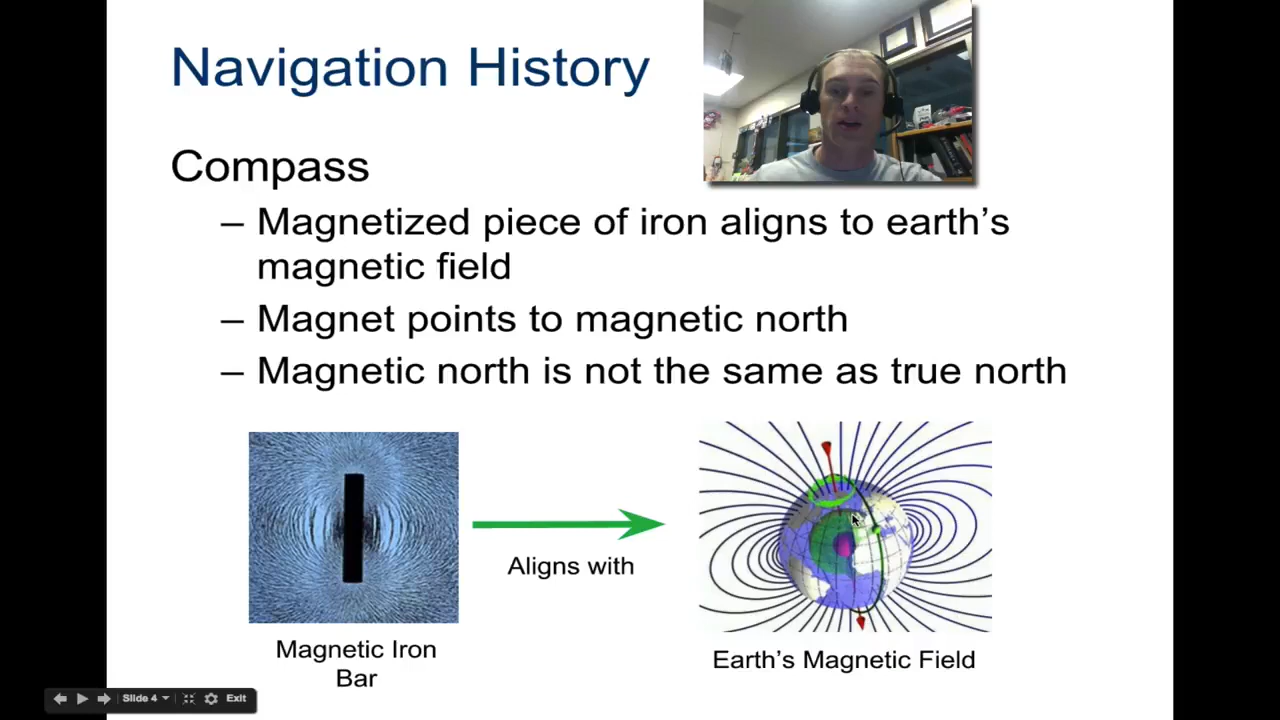 Navigation History
Compass
– Magnetized piece of iron aligns to earth’s
magnetic field
– Magnet points to magnetic north
– Magnetic north is not the same as true north
Aligns with
Magnetic Iron
Bar
Earth’s Magnetic Field
Slide 4
Exit